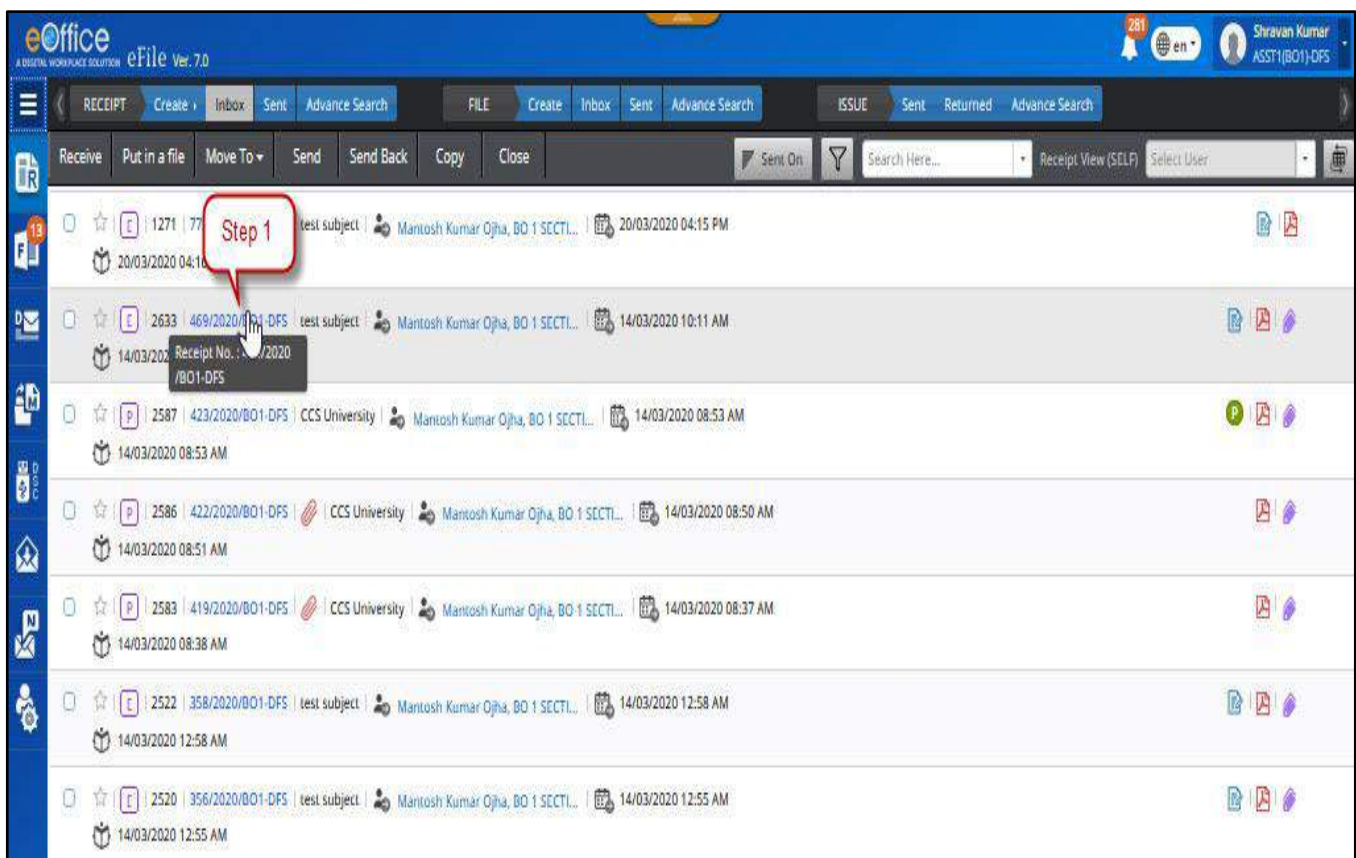 281
eOffice
A DIGITAL WORKPLACE SOLUTION eFile Ver. 7.0
en
Shravan Kumar
ASST1(BO1)-DFS
RECEIPT Create Inbox Sent Advance Search FILE Create Inbox Sent Advance Search ISSUE Sent Returned Advance Search
Receive Put in a file Move To Send Send Back Copy Close Sent On Search Here... Receipt View (SELF) Select User
R
13
F
D
M
DSC
N
Step 1
E 1271 77 test subject Mantosh Kumar Ojha, BO 1 SECTI... 20/03/2020 04:15 PM
20/03/2020 04:1
E 2633 469/2020/BO1-DFS test subject Mantosh Kumar Ojha, BO 1 SECTI... 14/03/2020 10:11 AM
14/03/202
Receipt No. : /2020
/BO1-DFS
P 2587 423/2020/BO1-DFS CCS University Mantosh Kumar Ojha, BO 1 SECTI... 14/03/2020 08:53 AM P
14/03/2020 08:53 AM
P 2586 422/2020/BO1-DFS CCS University Mantosh Kumar Ojha, BO 1 SECTI... 14/03/2020 08:50 AM
14/03/2020 08:51 AM
P 2583 419/2020/BO1-DFS CCS University Mantosh Kumar Ojha, BO 1 SECTI... 14/03/2020 08:37 AM
14/03/2020 08:38 AM
E 2522 358/2020/BO1-DFS test subject Mantosh Kumar Ojha, BO 1 SECTI... 14/03/2020 12:58 AM
14/03/2020 12:58 AM
E 2520 356/2020/BO1-DFS test subject Mantosh Kumar Ojha, BO 1 SECTI... 14/03/2020 12:55 AM
14/03/2020 12:55 AM